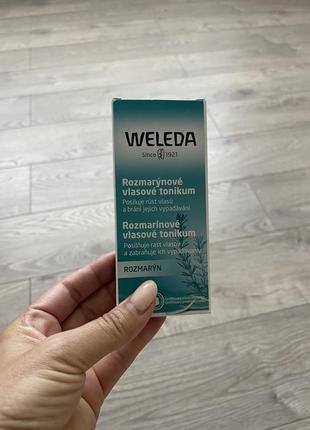 WELEDA
Since 1921
Rozmarýnové
vlasové tonikum
Posiluje růst vlasů
a brání jejich vypadávání
Rozmarínové
vlasové tonikum
Posilňuje rast vlasov
a zabraňuje ich vypadávaniu
ROZMARÝN